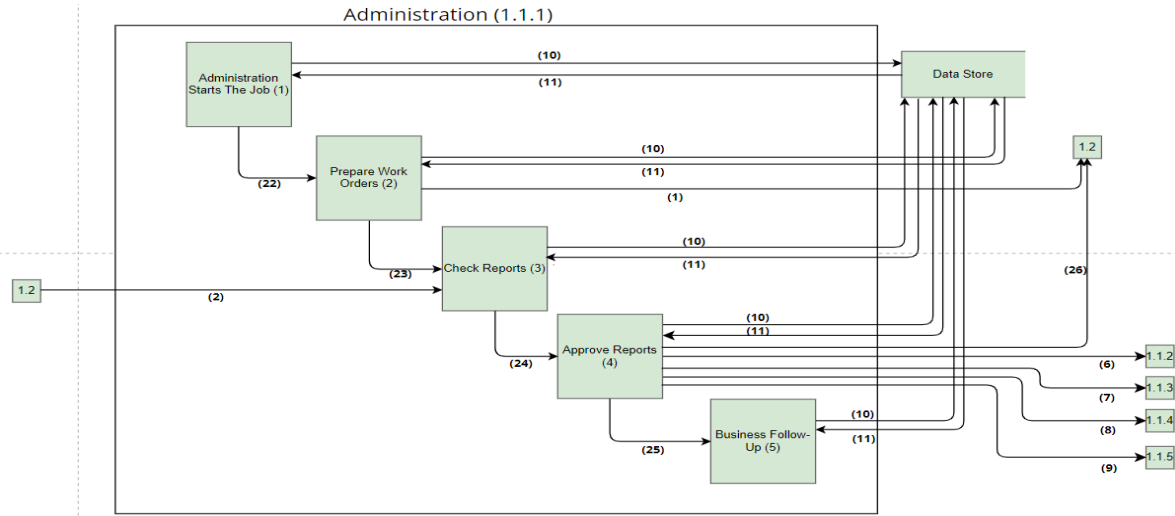 Administration (1.1.1)
Administration
Starts The Job (1)
(10)
(11)
Data Store
(22)
Prepare Work
Orders (2)
(10)
(11)
(1)
1.2
(23)
Check Reports (3)
(10)
(11)
(26)
1.2
(2)
(24)
Approve Reports
(4)
(10)
(11)
(6)
1.1.2
(7)
1.1.3
(8)
1.1.4
(9)
1.1.5
(25)
Business Follow-
Up (5)
(10)
(11)